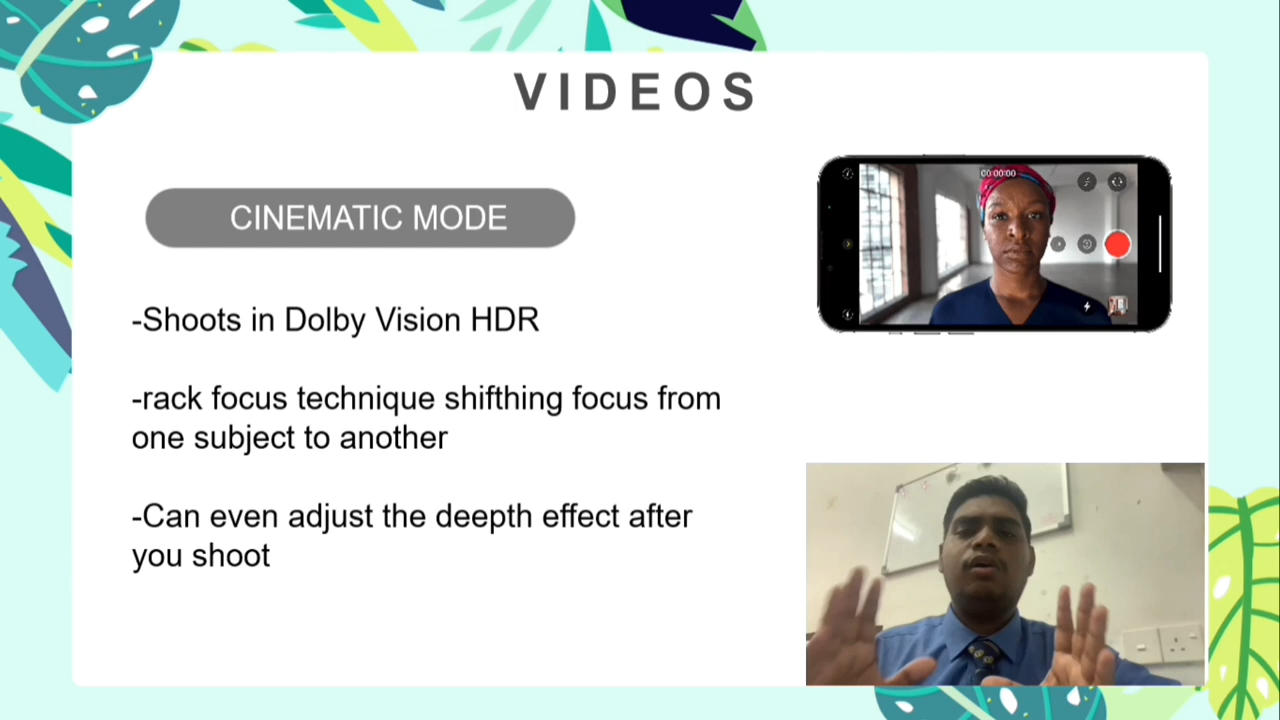 VIDEOS
CINEMATIC MODE
00:00:00
-Shoots in Dolby Vision HDR
-rack focus technique shifthing focus from
one subject to another
-Can even adjust the deepth effect after
you shoot